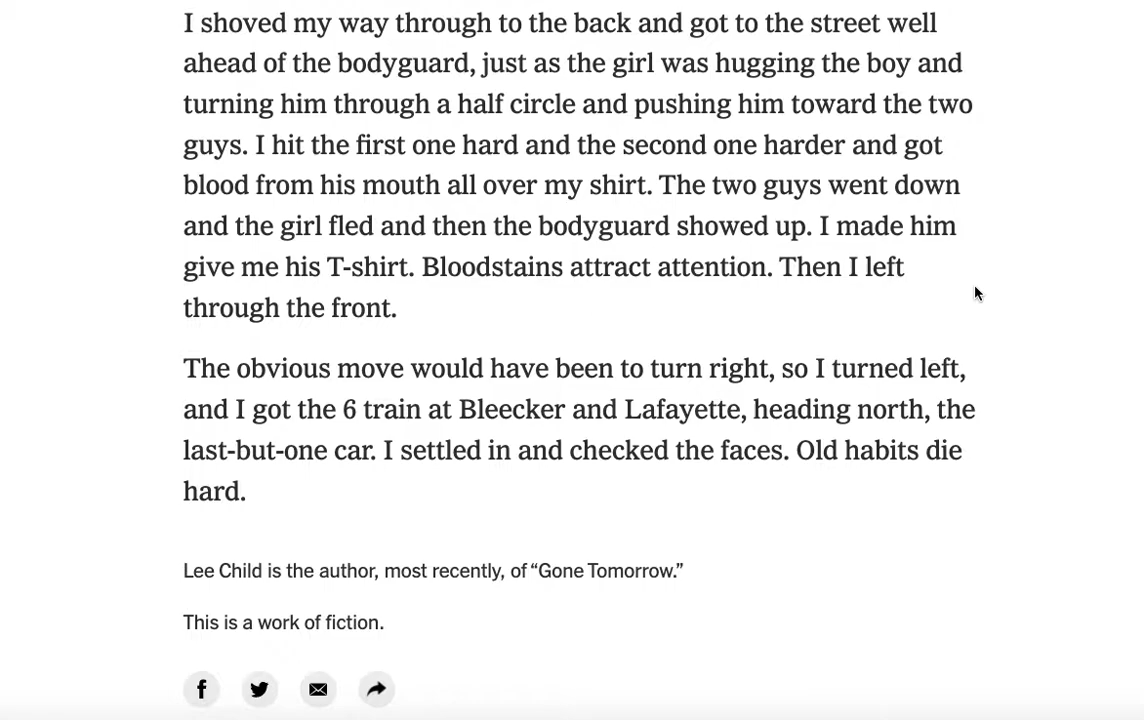 I shoved my way through to the back and got to the street well
ahead of the bodyguard, just as the girl was hugging the boy and
turning him through a half circle and pushing him toward the two
guys. I hit the first one hard and the second one harder and got
blood from his mouth all over my shirt. The two guys went down
and the girl fled and then the bodyguard showed up. I made him
give me his T-shirt. Bloodstains attract attention. Then I left
through the front.
The obvious move would have been to turn right, so I turned left,
and I got the 6 train at Bleecker and Lafayette, heading north, the
last-but-one car. I settled in and checked the faces. Old habits die
hard.
Lee Child is the author, most recently, of “Gone Tomorrow.”
This is a work of fiction.